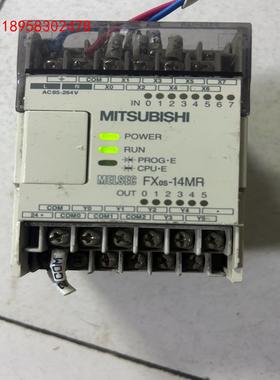 18958302478
COM X1 X3 X5 X7
L N X0 X2 X4 X6
AC85-264V
IN 0 1 2 3 4 5 6 7
MITSUBISHI
POWER
RUN
PROG·E
CPU·E
MELSEC FX0S-14MR
0 1 2 3 4 5
OUT
COM Y0 Y1 Y2 Y4
24+ COM0 COM1 COM2 Y3 Y5
COM